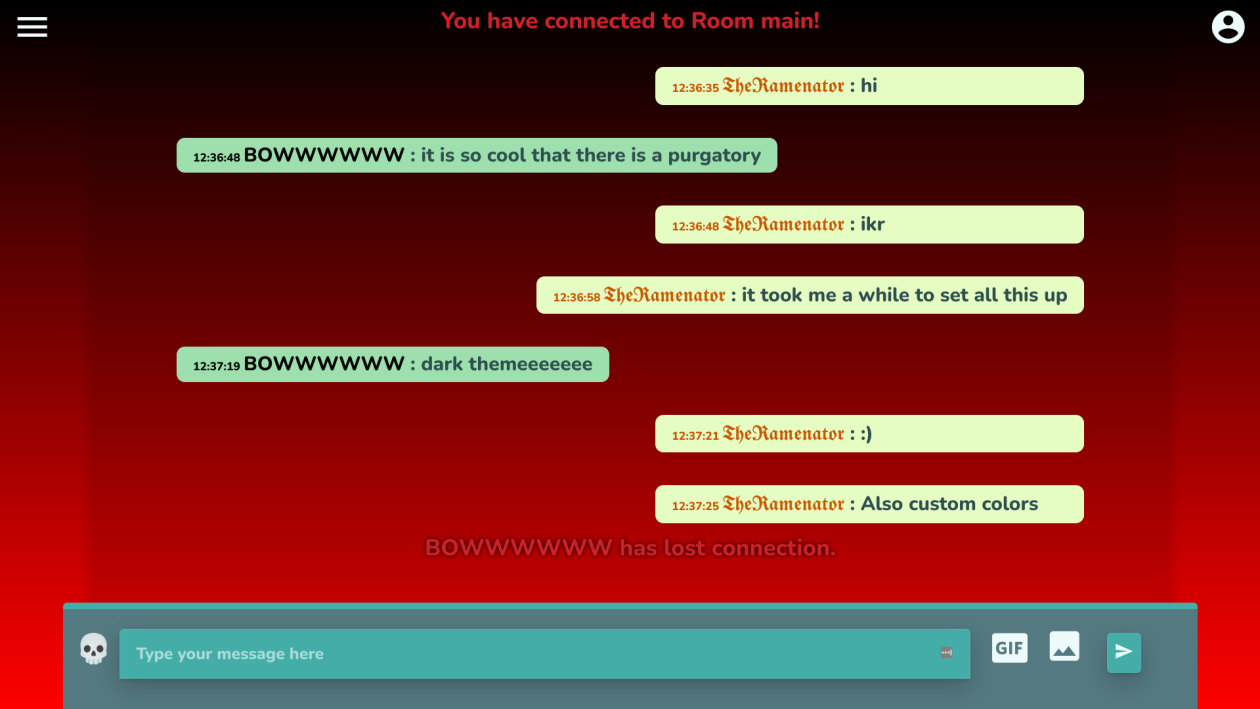 You have connected to Room main!
12:36:35 𝕿𝖍𝖊𝕽𝖆𝖒𝖊𝖓𝖆𝖙𝖔𝖗 : hi
12:36:48 BOWWWWWW : it is so cool that there is a purgatory
12:36:48 𝕿𝖍𝖊𝕽𝖆𝖒𝖊𝖓𝖆𝖙𝖔𝖗 : ikr
12:36:58 𝕿𝖍𝖊𝕽𝖆𝖒𝖊𝖓𝖆𝖙𝖔𝖗 : it took me a while to set all this up
12:37:19 BOWWWWWW : dark themeeeeeee
12:37:21 𝕿𝖍𝖊𝕽𝖆𝖒𝖊𝖓𝖆𝖙𝖔𝖗 : :)
12:37:25 𝕿𝖍𝖊𝕽𝖆𝖒𝖊𝖓𝖆𝖙𝖔𝖗 : Also custom colors
BOWWWWWW has lost connection.
Type your message here
GIF